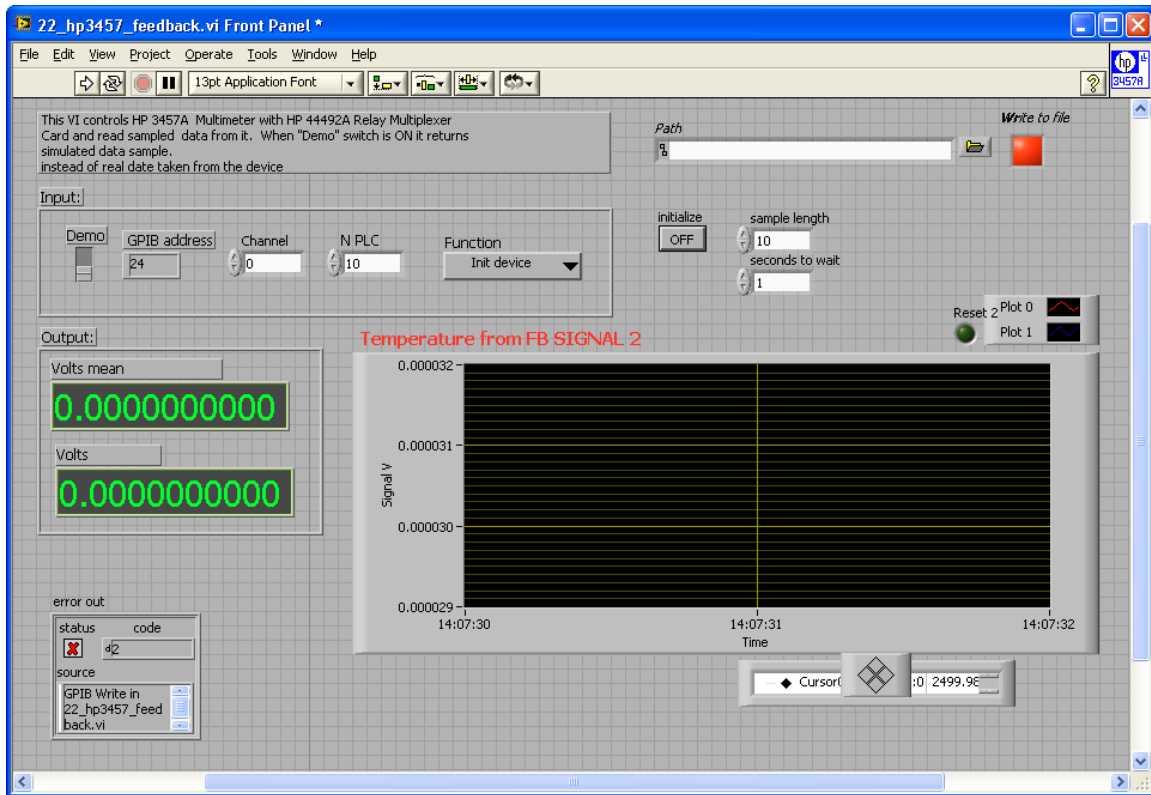 22_hp3457_feedback.vi Front Panel *
File Edit View Project Operate Tools Window Help
13pt Application Font
hp
3457A
This VI controls HP 3457A Multimeter with HP 44492A Relay Multiplexer
Card and read sampled data from it. When "Demo" switch is ON it returns
simulated data sample.
instead of real date taken from the device
Path
Write to file
Input:
Demo
GPIB address
24
Channel
0
N PLC
10
Function
Init device
initialize
OFF
sample length
10
seconds to wait
1
Reset 2
Plot 0
Plot 1
Output:
Volts mean
0.0000000000
Volts
0.0000000000
Temperature from FB SIGNAL 2
0.000032
0.000031
0.000030
0.000029
Signal V
14:07:30
14:07:31
14:07:32
Time
error out
status
code
d2
source
GPIB Write in
22_hp3457_feed
back.vi
:0
2499.98